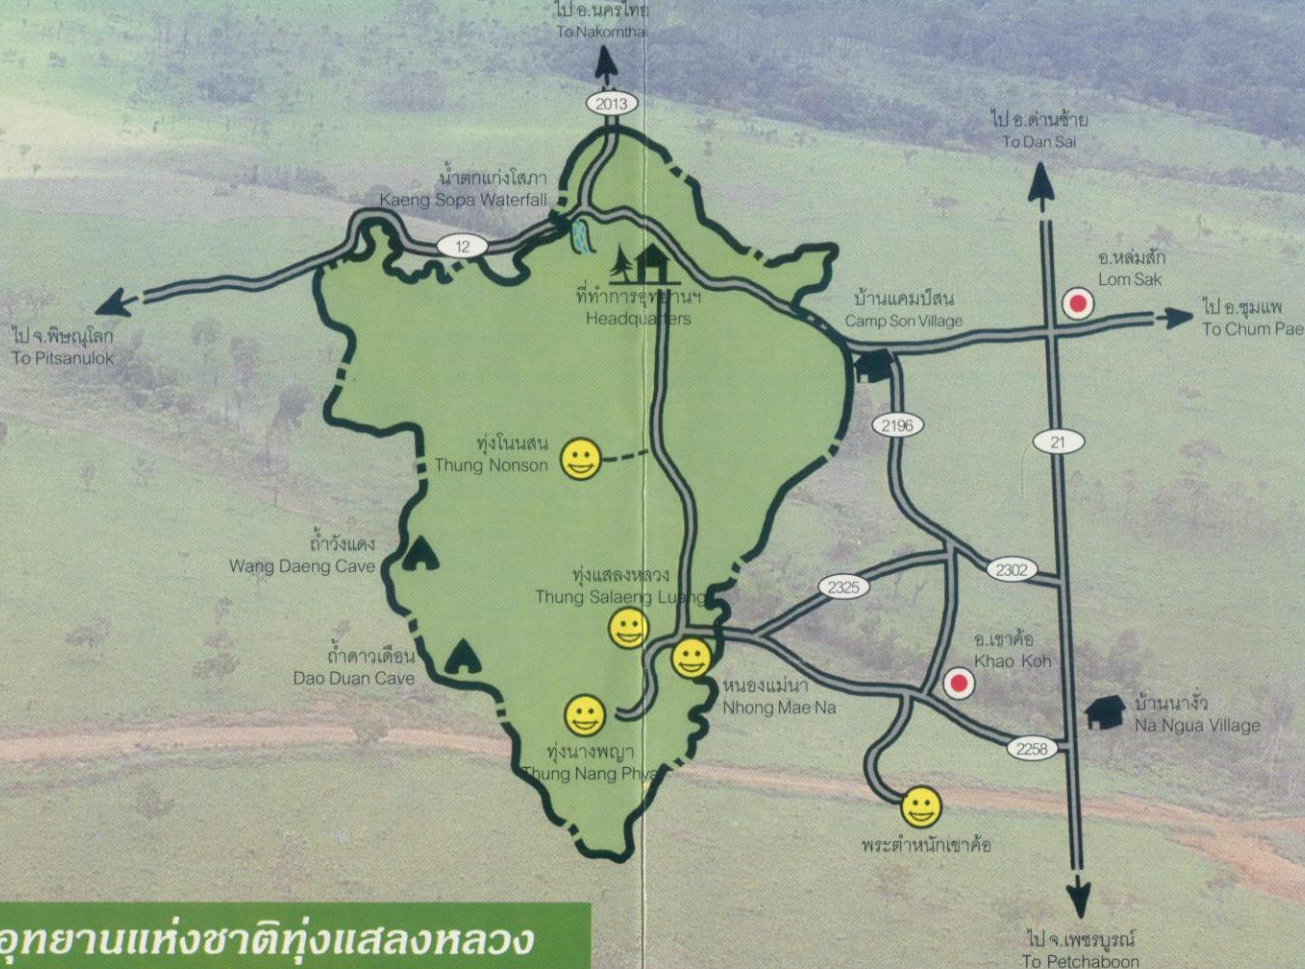 ไป อ.นครไทย
To Nakornthai
2013
ไป อ.ด่านซ้าย
To Dan Sai
น้ำตกแก่งโสภา
Kaeng Sopa Waterfall
12
อ.หล่มสัก
Lom Sak
ที่ทำการอุทยานฯ
Headquarters
บ้านแคมป์สน
Camp Son Village
ไป อ.ชุมแพ
To Chum Pae
ไป จ.พิษณุโลก
To Pitsanulok
2196
21
ทุ่งโนนสน
Thung Nonson
ถ้ำวังแดง
Wang Daeng Cave
ทุ่งแสลงหลวง
Thung Salaeng Luang
2325
2302
อ.เขาค้อ
Khao Koh
ถ้ำดาวเดือน
Dao Duan Cave
หนองแม่นา
Nhong Mae Na
บ้านนางั่ว
Na Ngua Village
ทุ่งนางพญา
Thung Nang Phya
2258
พระตำหนักเขาค้อ
อุทยานแห่งชาติทุ่งแสลงหลวง
ไป จ.เพชรบูรณ์
To Petchaboon